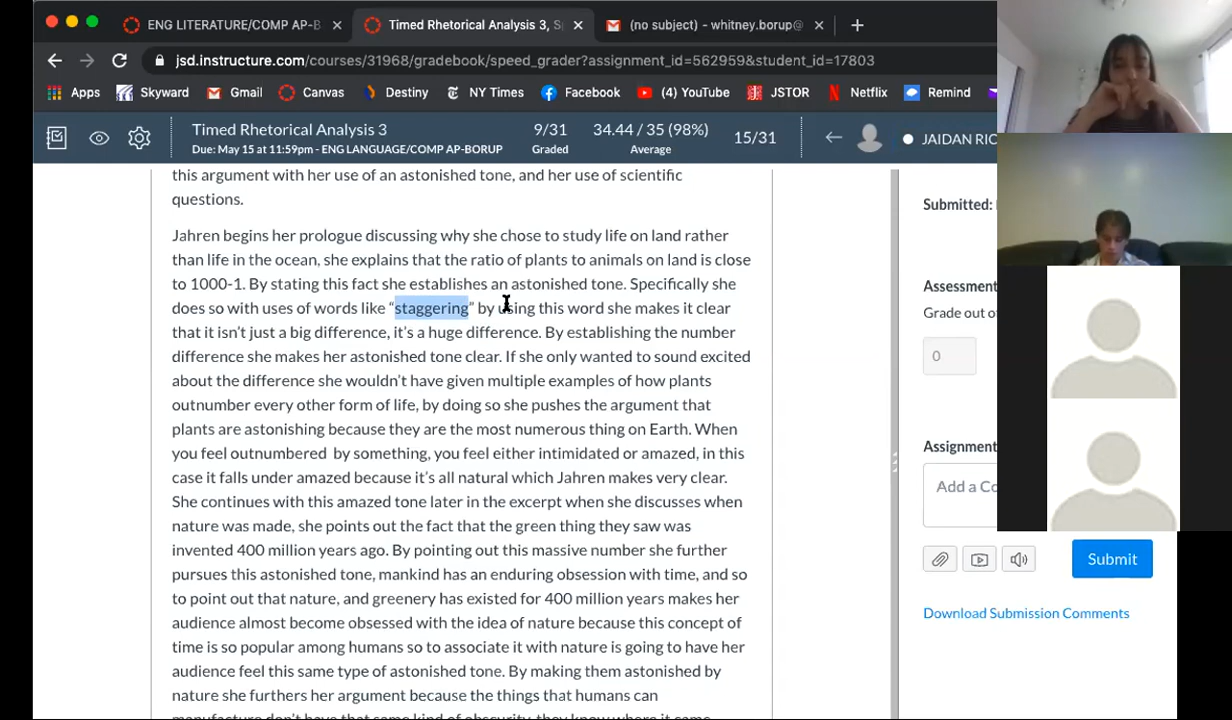 ENG LITERATURE/COMP AP-B
Timed Rhetorical Analysis 3, S
(no subject) - whitney.borup@
jsd.instructure.com/courses/31968/gradebook/speed_grader?assignment_id=562959&student_id=17803
Apps Skyward Gmail Canvas Destiny NY Times Facebook (4) YouTube JSTOR Netflix Remind
Timed Rhetorical Analysis 3
Due: May 15 at 11:59pm - ENG LANGUAGE/COMP AP-BORUP
9/31
Graded
34.44 / 35 (98%)
Average
15/31
JAIDAN RIC
this argument with her use of an astonished tone, and her use of scientific
questions.
Jahren begins her prologue discussing why she chose to study life on land rather
than life in the ocean, she explains that the ratio of plants to animals on land is close
to 1000-1. By stating this fact she establishes an astonished tone. Specifically she
does so with uses of words like “staggering” by using this word she makes it clear
that it isn’t just a big difference, it’s a huge difference. By establishing the number
difference she makes her astonished tone clear. If she only wanted to sound excited
about the difference she wouldn’t have given multiple examples of how plants
outnumber every other form of life, by doing so she pushes the argument that
plants are astonishing because they are the most numerous thing on Earth. When
you feel outnumbered by something, you feel either intimidated or amazed, in this
case it falls under amazed because it’s all natural which Jahren makes very clear.
She continues with this amazed tone later in the excerpt when she discusses when
nature was made, she points out the fact that the green thing they saw was
invented 400 million years ago. By pointing out this massive number she further
pursues this astonished tone, mankind has an enduring obsession with time, and so
to point out that nature, and greenery has existed for 400 million years makes her
audience almost become obsessed with the idea of nature because this concept of
time is so popular among humans so to associate it with nature is going to have her
audience feel this same type of astonished tone. By making them astonished by
nature she furthers her argument because the things that humans can
manufacture don’t have that same kind of obscurity, they know where it came
Submitted:
Assessment
Grade out o
0
Assignment
Add a Co
Submit
Download Submission Comments